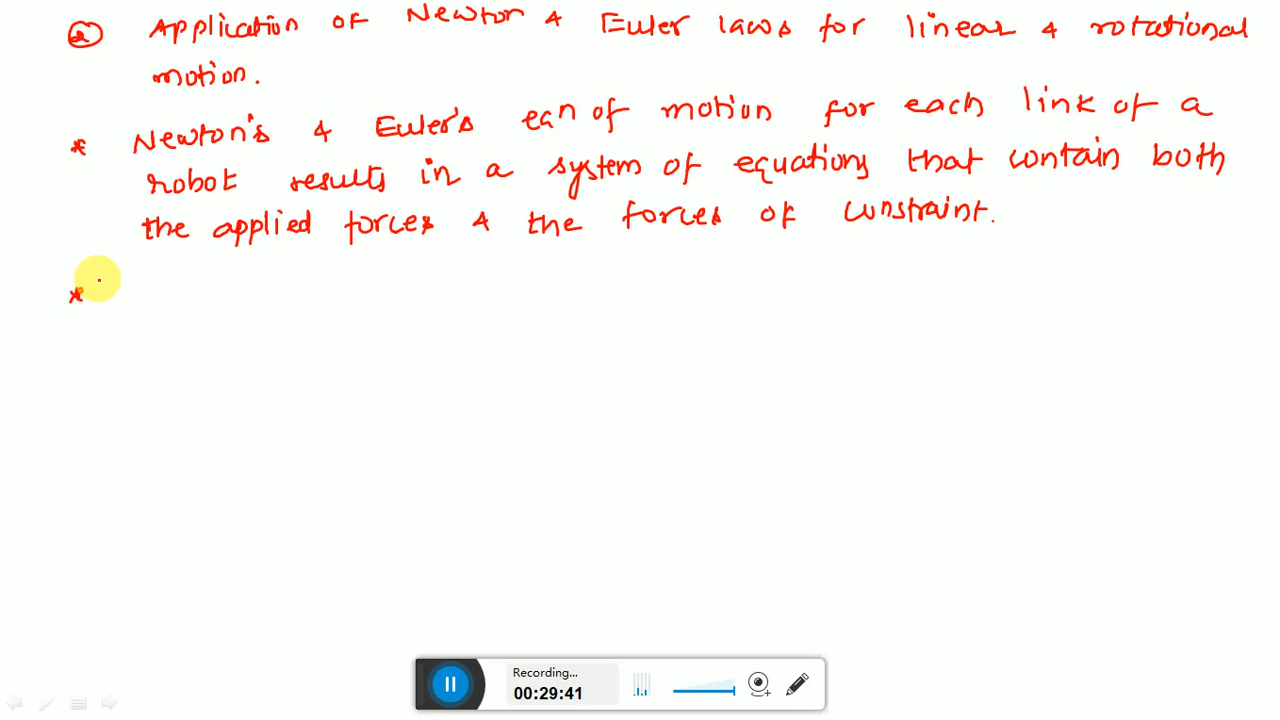 ② Application of Newton & Euler laws for linear & rotational
motion.
* Newton's & Euler's eqn of motion for each link of a
robot results in a system of equations that contain both
the applied forces & the forces of constraint.
*
Recording...
00:29:41